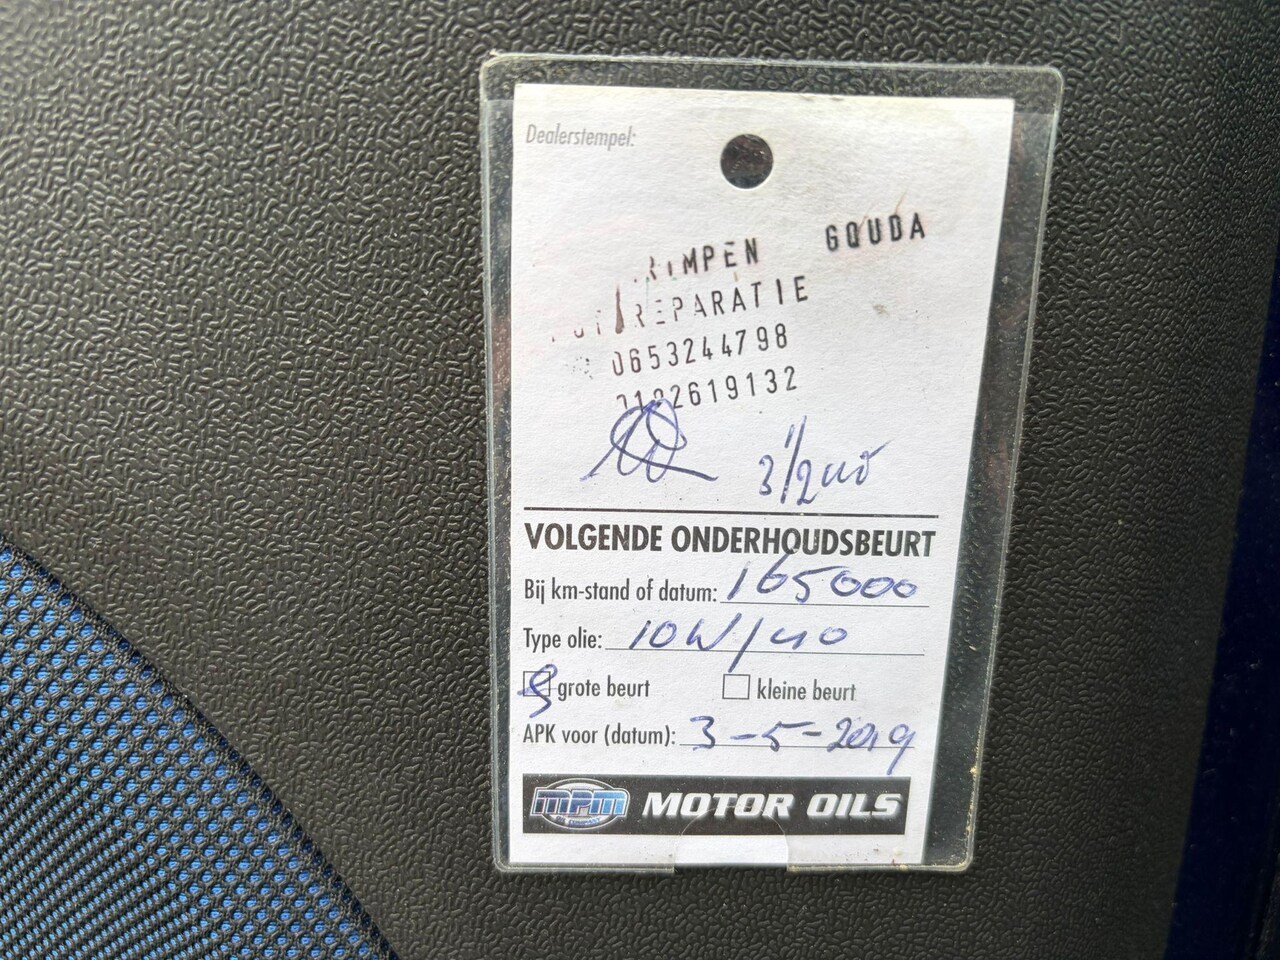 Dealerstempel:
GOUDA
REPARATIE
0653244798
VOLGENDE ONDERHOUDSBEURT
Bij km-stand of datum: 165000
Type olie: 10W/40
grote beurt kleine beurt
APK voor (datum): 3-5-2019
MPM MOTOR OILS